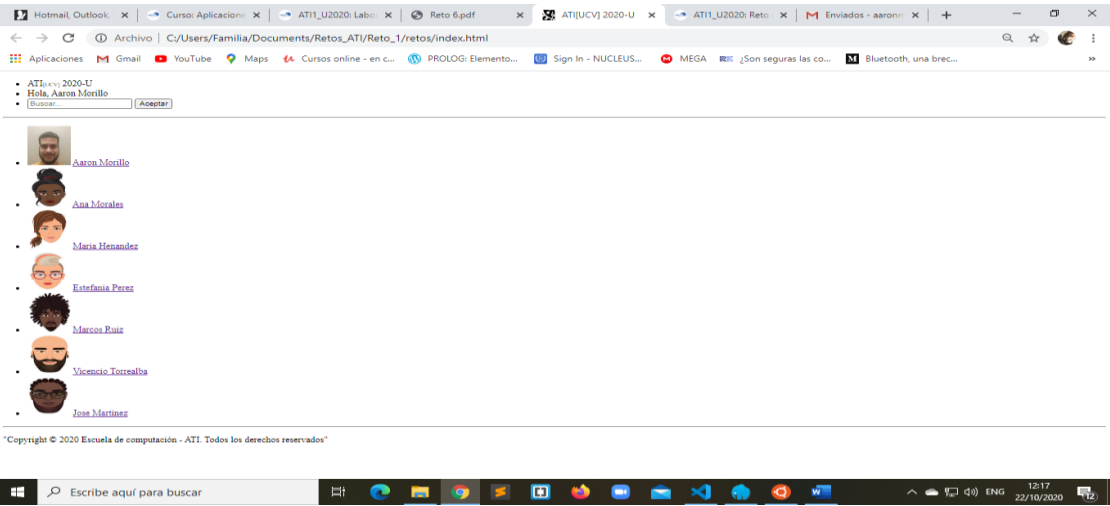 Hotmail, Outlook, Curso: Aplicacione ATI1_U2020: Labo Reto 6.pdf ATI[UCV] 2020-U ATI1_U2020: Reto Enviados - aaronm
Archivo | C:/Users/Familia/Documents/Retos_ATI/Reto_1/retos/index.html
Aplicaciones Gmail YouTube Maps Cursos online - en c... PROLOG: Elemento... Sign In - NUCLEUS... MEGA ¿Son seguras las co... Bluetooth, una brec... »
ATI[UCV] 2020-U
Hola, Aaron Morillo
Buscar... Aceptar
Aaron Morillo
Ana Morales
Maria Henandez
Estefania Perez
Marcos Ruiz
Vicencio Torrealba
Jose Martinez
"Copyright © 2020 Escuela de computación - ATI. Todos los derechos reservados"
Escribe aquí para buscar ENG 12:17
22/10/2020